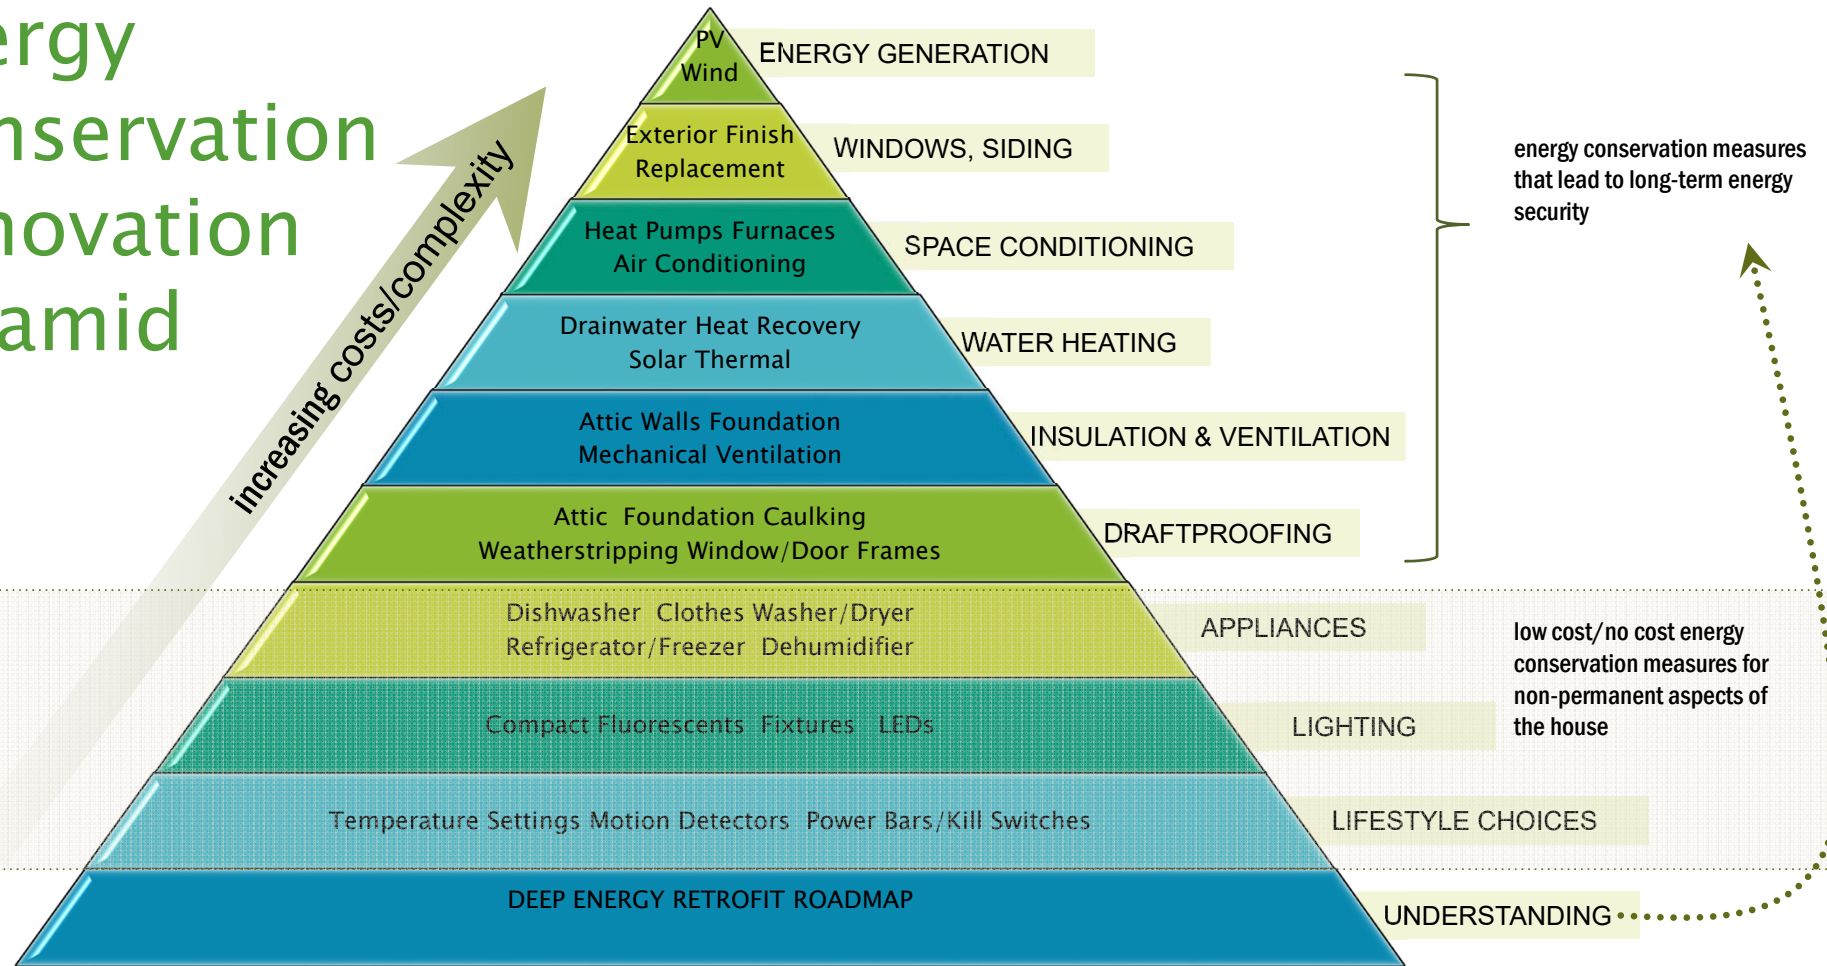 ergy
nservation
novation
amid
increasing costs/complexity
PV
Wind
ENERGY GENERATION
Exterior Finish
Replacement
WINDOWS, SIDING
Heat Pumps Furnaces
Air Conditioning
SPACE CONDITIONING
Drainwater Heat Recovery
Solar Thermal
WATER HEATING
Attic Walls Foundation
Mechanical Ventilation
INSULATION & VENTILATION
Attic  Foundation Caulking
Weatherstripping Window/Door Frames
DRAFTPROOFING
energy conservation measures
that lead to long-term energy
security
Dishwasher  Clothes Washer/Dryer
Refrigerator/Freezer  Dehumidifier
APPLIANCES
Compact Fluorescents  Fixtures  LEDs
LIGHTING
Temperature Settings Motion Detectors  Power Bars/Kill Switches
LIFESTYLE CHOICES
low cost/no cost energy
conservation measures for
non-permanent aspects of
the house
DEEP ENERGY RETROFIT ROADMAP
UNDERSTANDING